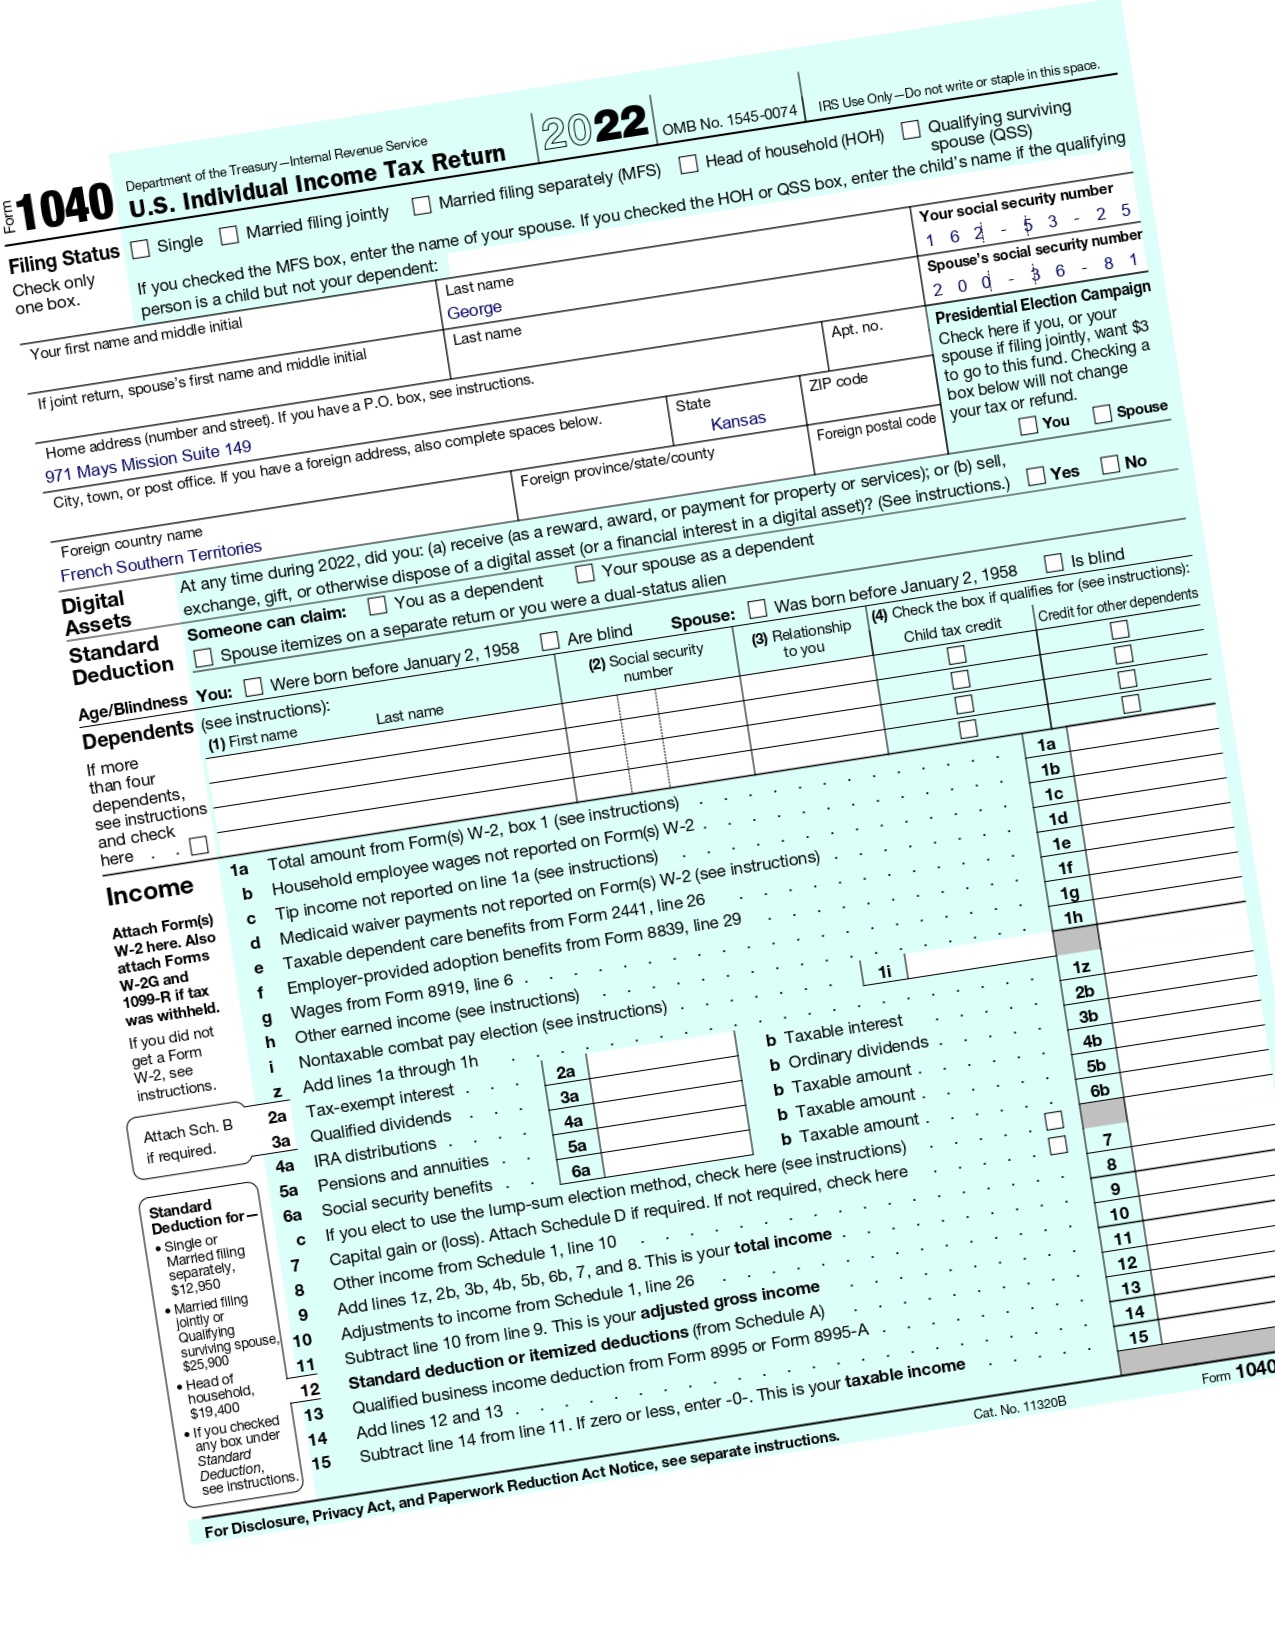 Form 1040
Department of the Treasury—Internal Revenue Service
U.S. Individual Income Tax Return
2022
OMB No. 1545-0074
IRS Use Only—Do not write or staple in this space.
Filing Status
Check only
one box.
Single
Married filing jointly
Married filing separately (MFS)
Head of household (HOH)
Qualifying surviving
spouse (QSS)
If you checked the MFS box, enter the name of your spouse. If you checked the HOH or QSS box, enter the child's name if the qualifying
person is a child but not your dependent:
Your first name and middle initial
Last name
George
Your social security number
1 6 2 - 5 3 - 2 5
If joint return, spouse's first name and middle initial
Last name
Spouse's social security number
2 0 0 - 3 6 - 8 1
Home address (number and street). If you have a P.O. box, see instructions.
971 Mays Mission Suite 149
Apt. no.
City, town, or post office. If you have a foreign address, also complete spaces below.
State
Kansas
ZIP code
Foreign country name
French Southern Territories
Foreign province/state/county
Foreign postal code
Presidential Election Campaign
Check here if you, or your
spouse if filing jointly, want $3
to go to this fund. Checking a
box below will not change
your tax or refund.
You
Spouse
Digital
Assets
At any time during 2022, did you: (a) receive (as a reward, award, or payment for property or services); or (b) sell,
exchange, gift, or otherwise dispose of a digital asset (or a financial interest in a digital asset)? (See instructions.)
Yes
No
Standard
Deduction
Someone can claim:
You as a dependent
Your spouse as a dependent
Spouse itemizes on a separate return or you were a dual-status alien
Age/Blindness
You:
Were born before January 2, 1958
Are blind
Spouse:
Was born before January 2, 1958
Is blind
Dependents
(see instructions):
(1) First name
Last name
(2) Social security
number
(3) Relationship
to you
(4) Check the box if qualifies for (see instructions):
Child tax credit
Credit for other dependents
If more
than four
dependents,
see instructions
and check
here . .
Income
Attach Form(s)
W-2 here. Also
attach Forms
W-2G and
1099-R if tax
was withheld.
If you did not
get a Form
W-2, see
instructions.
1a Total amount from Form(s) W-2, box 1 (see instructions) 1a
b Household employee wages not reported on Form(s) W-2 1b
c Tip income not reported on line 1a (see instructions) 1c
d Medicaid waiver payments not reported on Form(s) W-2 (see instructions) 1d
e Taxable dependent care benefits from Form 2441, line 26 1e
f Employer-provided adoption benefits from Form 8839, line 29 1f
g Wages from Form 8919, line 6 1g
h Other earned income (see instructions) 1h
i Nontaxable combat pay election (see instructions) 1i
z Add lines 1a through 1h 1z
Attach Sch. B
if required.
2a Tax-exempt interest 2a b Taxable interest 2b
3a Qualified dividends 3a b Ordinary dividends 3b
4a IRA distributions 4a b Taxable amount 4b
5a Pensions and annuities 5a b Taxable amount 5b
6a Social security benefits 6a b Taxable amount 6b
c If you elect to use the lump-sum election method, check here (see instructions)
7 Capital gain or (loss). Attach Schedule D if required. If not required, check here 7
8 Other income from Schedule 1, line 10 8
9 Add lines 1z, 2b, 3b, 4b, 5b, 6b, 7, and 8. This is your total income 9
10 Adjustments to income from Schedule 1, line 26 10
11 Subtract line 10 from line 9. This is your adjusted gross income 11
12 Standard deduction or itemized deductions (from Schedule A) 12
13 Qualified business income deduction from Form 8995 or Form 8995-A 13
14 Add lines 12 and 13 14
15 Subtract line 14 from line 11. If zero or less, enter -0-. This is your taxable income 15
Standard
Deduction for—
• Single or
Married filing
separately,
$12,950
• Married filing
jointly or
Qualifying
surviving spouse,
$25,900
• Head of
household,
$19,400
• If you checked
any box under
Standard
Deduction,
see instructions.
For Disclosure, Privacy Act, and Paperwork Reduction Act Notice, see separate instructions.
Cat. No. 11320B
Form 1040